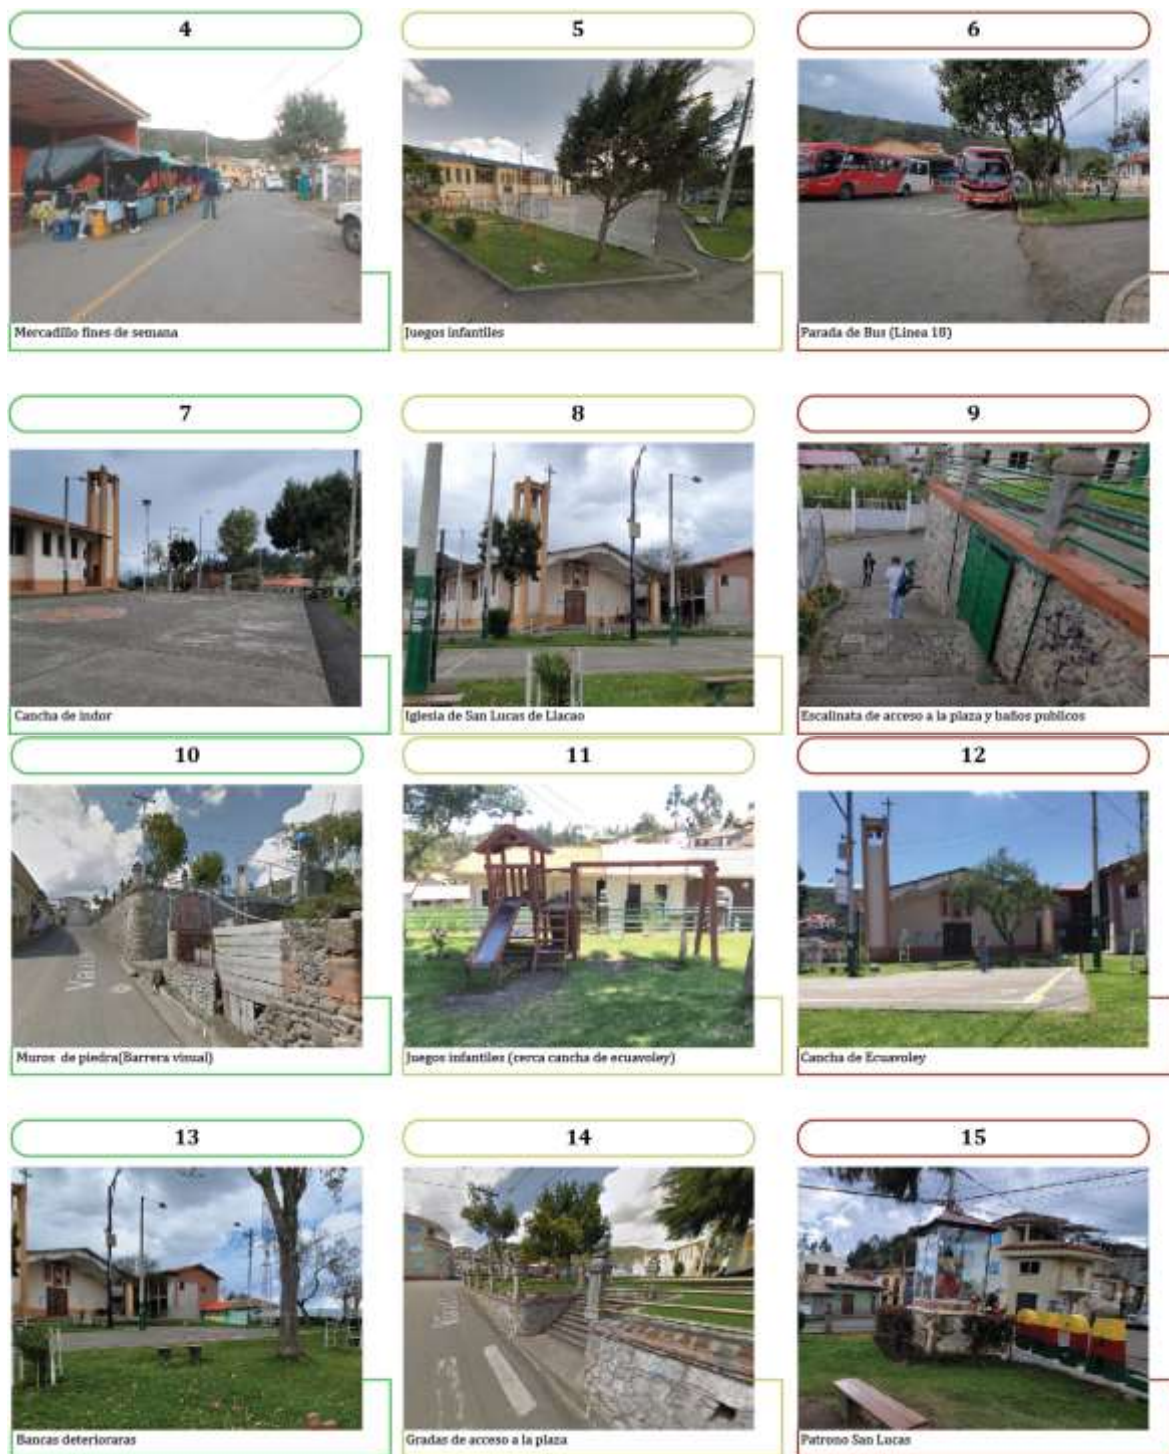 4
5
6
Mercadillo fines de semana
Juegos infantiles
Parada de Bus (Linea 18)
7
8
9
Cancha de indor
Iglesia de San Lucas de Llacao
Escalinata de acceso a la plaza y baños publicos
10
11
12
Muros de piedra(Barrera visual)
Juegos infantiles (cerca cancha de ecuavoley)
Cancha de Ecuavoley
13
14
15
Bancas deterioraras
Gradas de acceso a la plaza
Patrono San Lucas